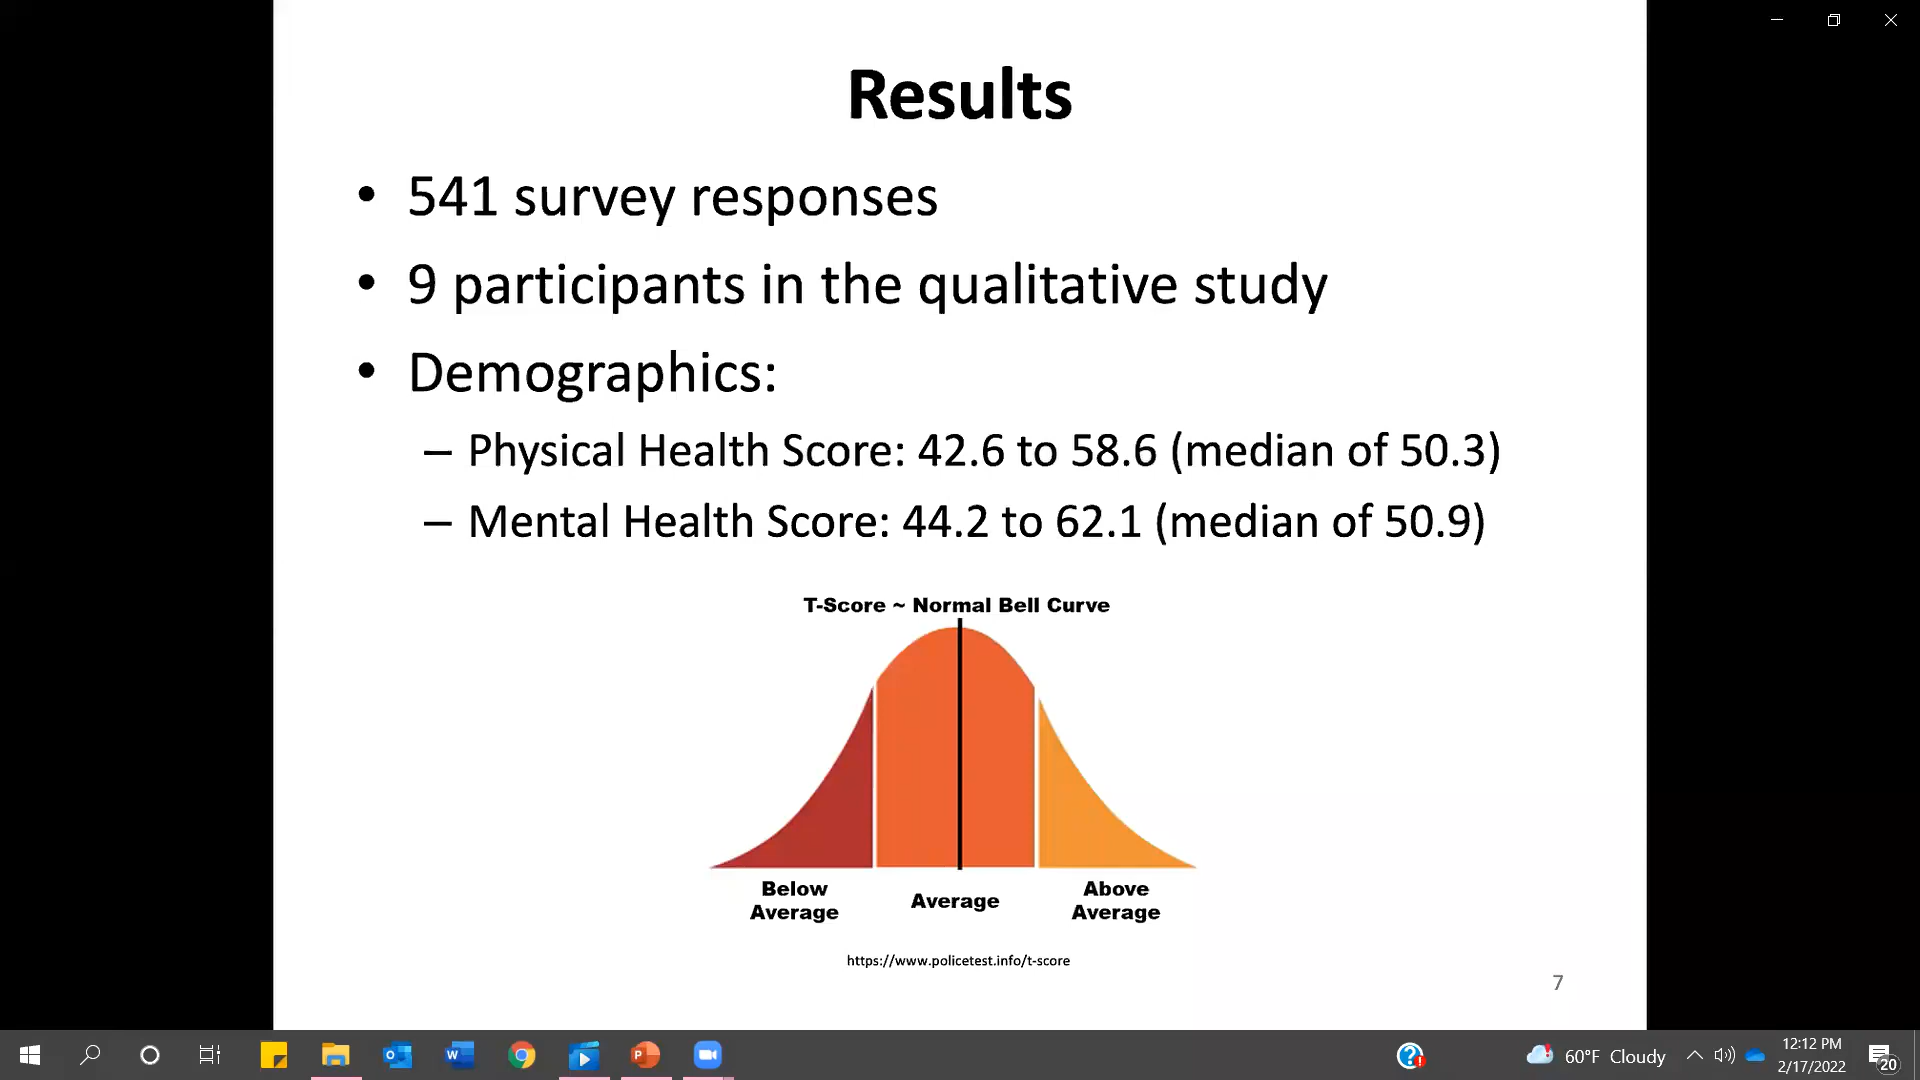 Results
• 541 survey responses
• 9 participants in the qualitative study
• Demographics:
– Physical Health Score: 42.6 to 58.6 (median of 50.3)
– Mental Health Score: 44.2 to 62.1 (median of 50.9)
T-Score ~ Normal Bell Curve
Below
Average
Average
Above
Average
https://www.policetest.info/t-score
7
60°F Cloudy
12:12 PM
2/17/2022
20